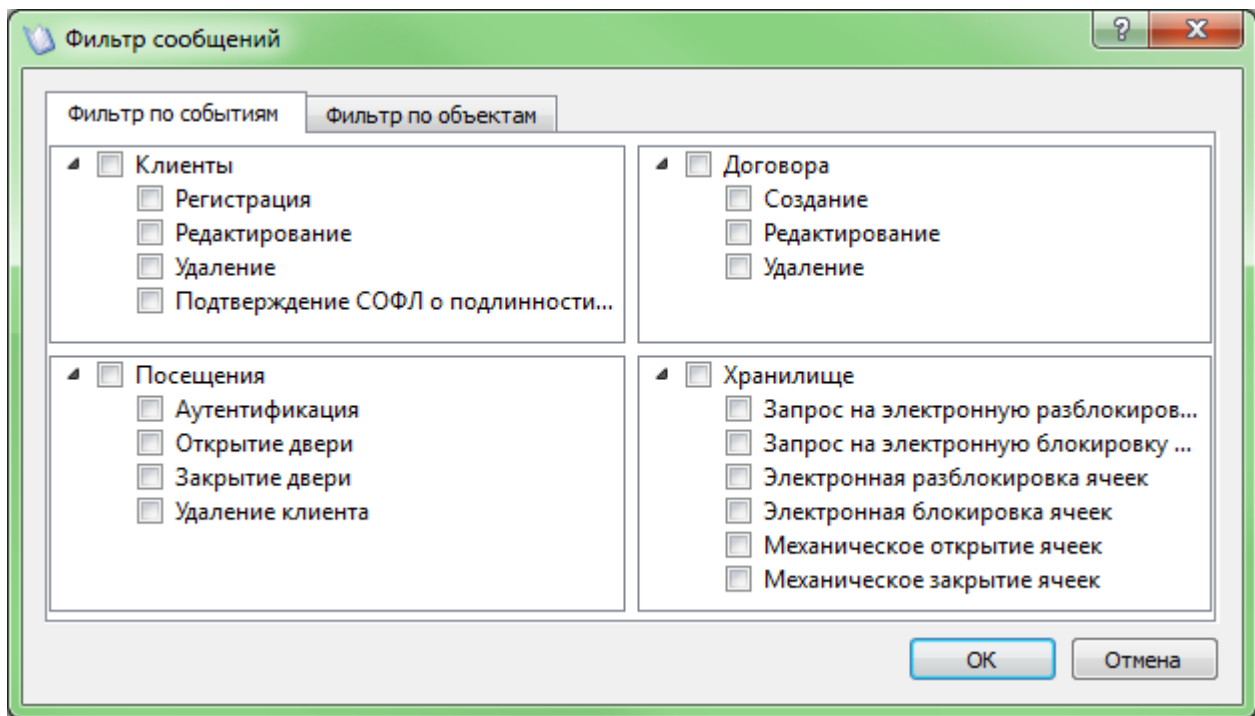 Фильтр сообщений
Фильтр по событиям
Фильтр по объектам
Клиенты
Регистрация
Редактирование
Удаление
Подтверждение СОФЛ о подлинности...
Договора
Создание
Редактирование
Удаление
Посещения
Аутентификация
Открытие двери
Закрытие двери
Удаление клиента
Хранилище
Запрос на электронную разблокиров...
Запрос на электронную блокировку ...
Электронная разблокировка ячеек
Электронная блокировка ячеек
Механическое открытие ячеек
Механическое закрытие ячеек
OK
Отмена